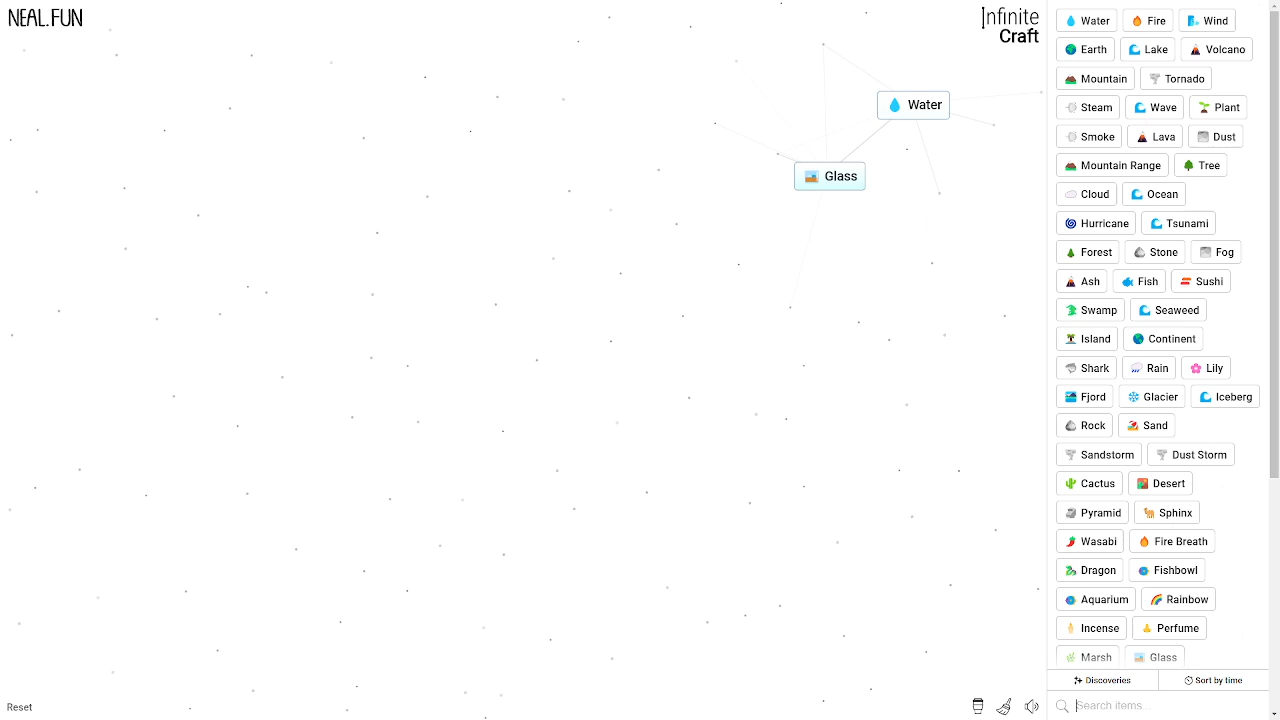 NEAL.FUN
Infinite
Craft
Water
Glass
Reset
Water Fire Wind
Earth Lake Volcano
Mountain Tornado
Steam Wave Plant
Smoke Lava Dust
Mountain Range Tree
Cloud Ocean
Hurricane Tsunami
Forest Stone Fog
Ash Fish Sushi
Swamp Seaweed
Island Continent
Shark Rain Lily
Fjord Glacier Iceberg
Rock Sand
Sandstorm Dust Storm
Cactus Desert
Pyramid Sphinx
Wasabi Fire Breath
Dragon Fishbowl
Aquarium Rainbow
Incense Perfume
Marsh Glass
Discoveries Sort by time
Search items...